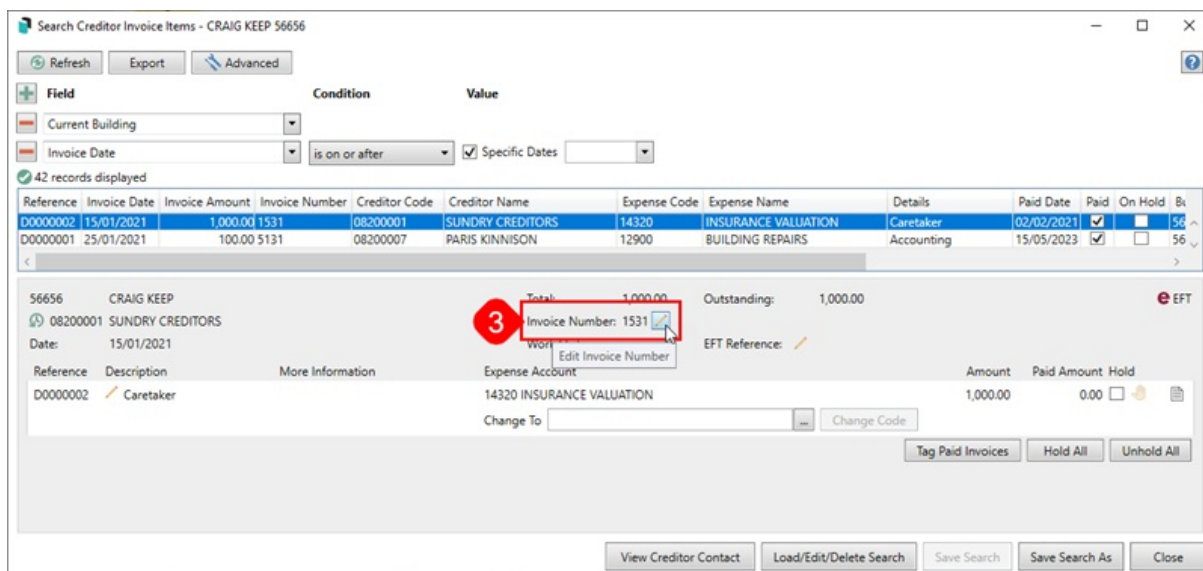 Search Creditor Invoice Items - CRAIG KEEP 56656
Refresh Export Advanced
Field Condition Value
Current Building
Invoice Date is on or after Specific Dates
42 records displayed
Reference Invoice Date Invoice Amount Invoice Number Creditor Code Creditor Name Expense Code Expense Name Details Paid Date Paid On Hold
D0000002 15/01/2021 1,000.00 1531 08200001 SUNDRY CREDITORS 14320 INSURANCE VALUATION Caretaker 02/02/2021 56
D0000001 25/01/2021 100.00 5131 08200007 PARIS KINNISON 12900 BUILDING REPAIRS Accounting 15/05/2023 56
56656 CRAIG KEEP Total: 1,000.00 Outstanding: 1,000.00 e EFT
08200001 SUNDRY CREDITORS 3 Invoice Number: 1531
Date: 15/01/2021 EFT Reference:
Edit Invoice Number
Reference Description More Information Expense Account Amount Paid Amount Hold
D0000002 Caretaker 14320 INSURANCE VALUATION 1,000.00 0.00
Change To ... Change Code
Tag Paid Invoices Hold All Unhold All
View Creditor Contact Load/Edit/Delete Search Save Search Save Search As Close